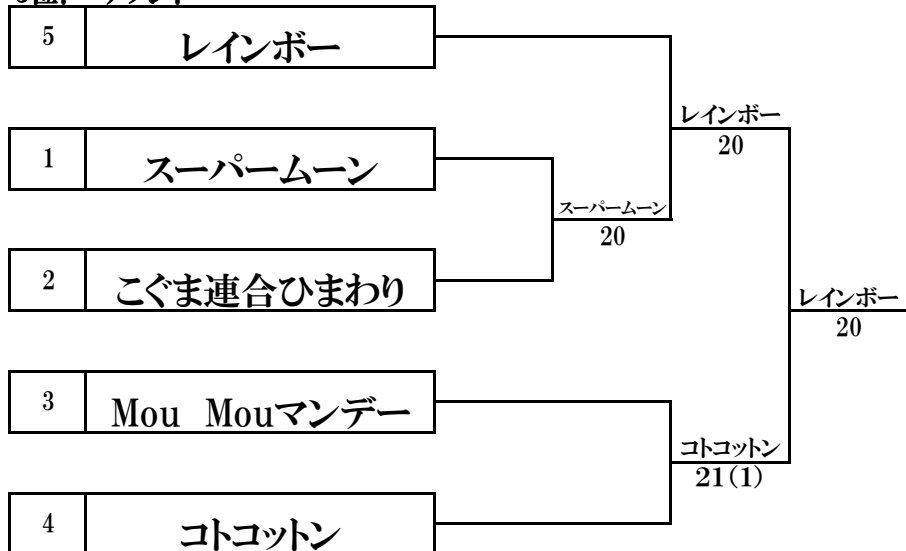 5 レインボー
レインボー
20
1 スーパームーン
スーパームーン
20
2 こぐま連合ひまわり
レインボー
20
3 Mou Mouマンデー
コトコットン
21(1)
4 コトコットン